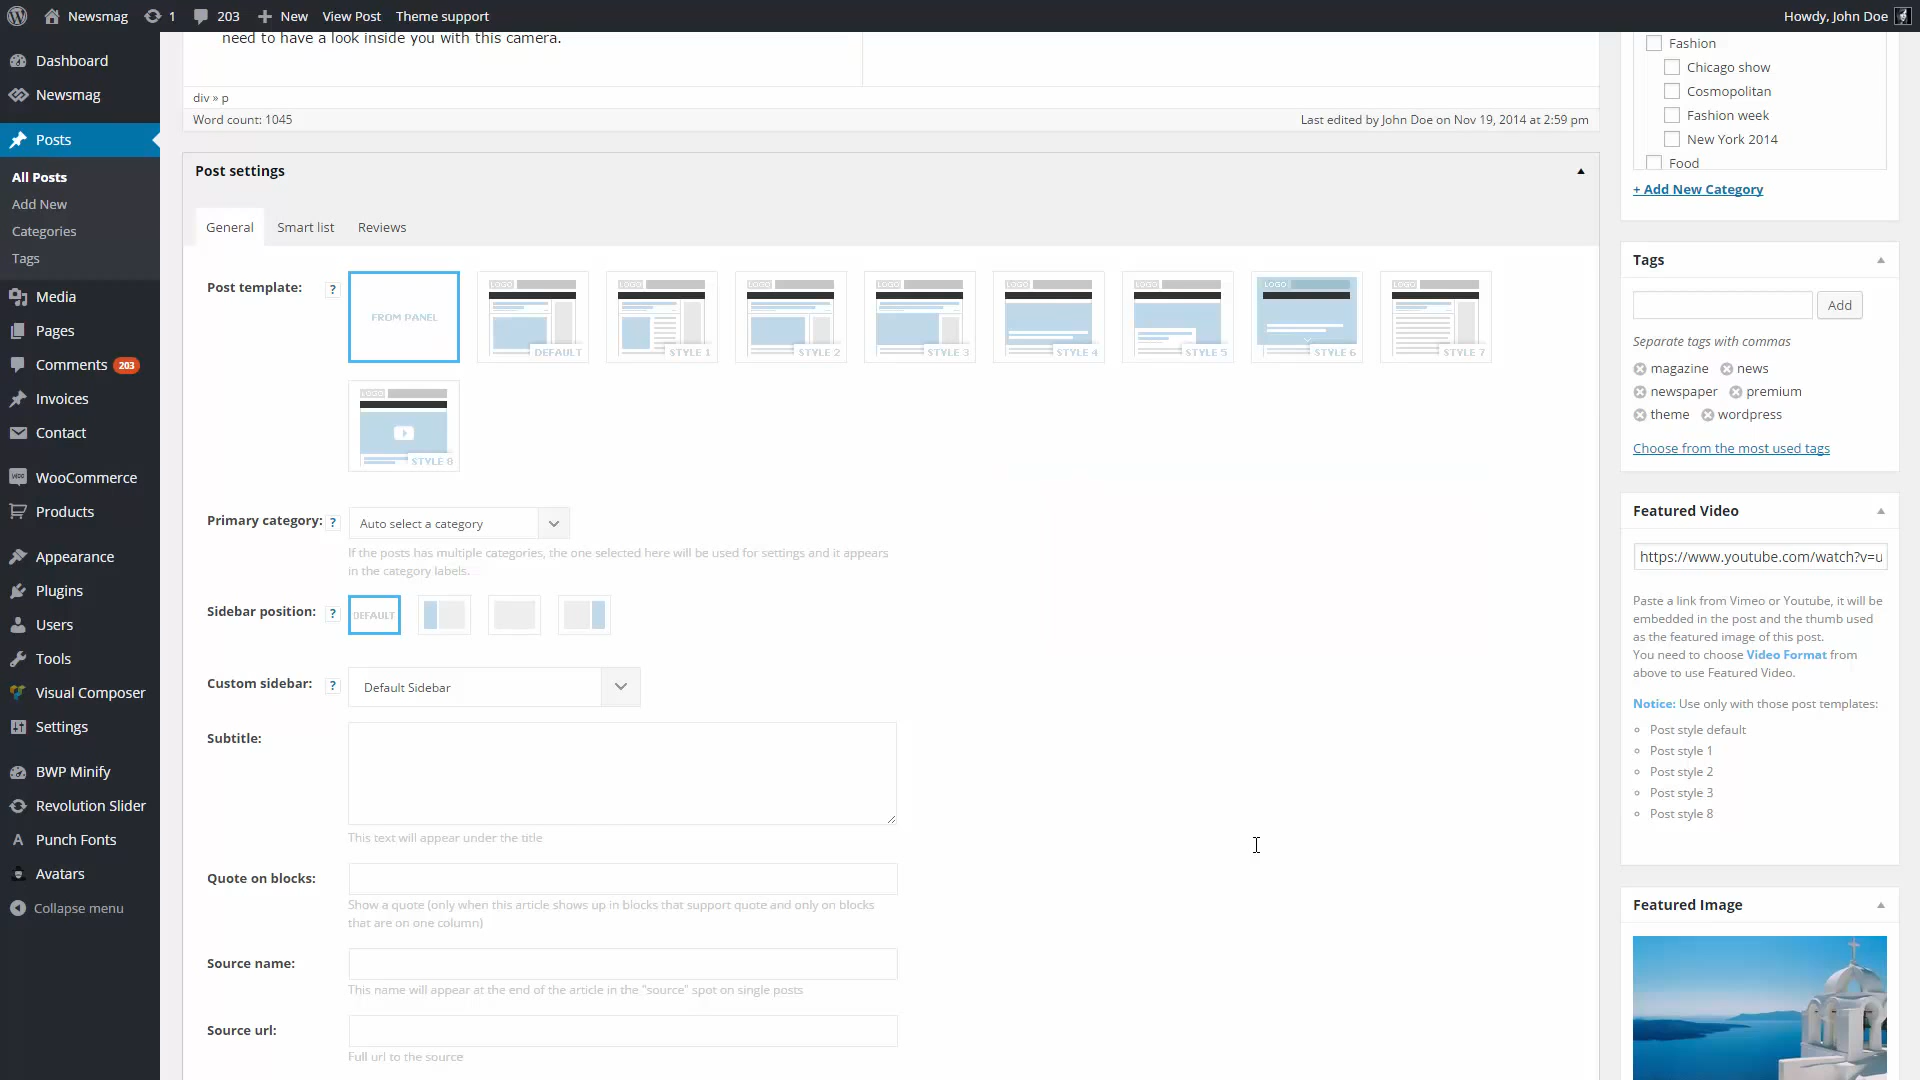 Newsmag 1 203 New View Post Theme support Howdy, John Doe
Dashboard
Newsmag
Posts
All Posts
Add New
Categories
Tags
Media
Pages
Comments 203
Invoices
Contact
WooCommerce
Products
Appearance
Plugins
Users
Tools
Visual Composer
Settings
BWP Minify
Revolution Slider
Punch Fonts
Avatars
Collapse menu
need to have a look inside you with this camera.
div » p
Word count: 1045 Last edited by John Doe on Nov 19, 2014 at 2:59 pm
Post settings
General Smart list Reviews
Post template: ? FROM PANEL
LOGO LOGO LOGO LOGO LOGO LOGO LOGO LOGO
DEFAULT STYLE 1 STYLE 2 STYLE 3 STYLE 4 STYLE 5 STYLE 6 STYLE 7
LOGO
STYLE 8
Primary category: ? Auto select a category
If the posts has multiple categories, the one selected here will be used for settings and it appears
in the category labels.
Sidebar position: ? DEFAULT
Custom sidebar: ? Default Sidebar
Subtitle:
This text will appear under the title
Quote on blocks:
Show a quote (only when this article shows up in blocks that support quote and only on blocks
that are on one column)
Source name:
This name will appear at the end of the article in the "source" spot on single posts
Source url:
Full url to the source
Fashion
Chicago show
Cosmopolitan
Fashion week
New York 2014
Food
+ Add New Category
Tags
Add
Separate tags with commas
magazine news
newspaper premium
theme wordpress
Choose from the most used tags
Featured Video
https://www.youtube.com/watch?v=u
Paste a link from Vimeo or Youtube, it will be
embedded in the post and the thumb used
as the featured image of this post.
You need to choose Video Format from
above to use Featured Video.
Notice: Use only with those post templates:
Post style default
Post style 1
Post style 2
Post style 3
Post style 8
Featured Image